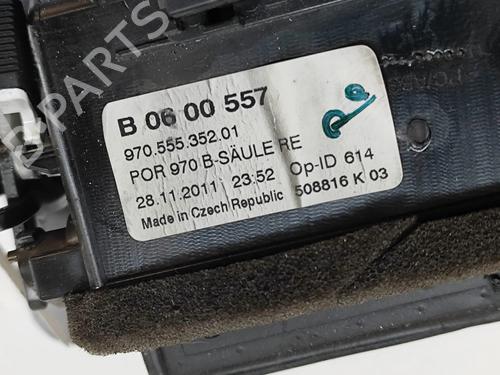 B 06 00 557
970.555.352.01
POR 970 B-SÄULE RE
28.11.2011 23:52 Op-ID 614
Made in Czech Republic 508816 K 03
B-PARTS